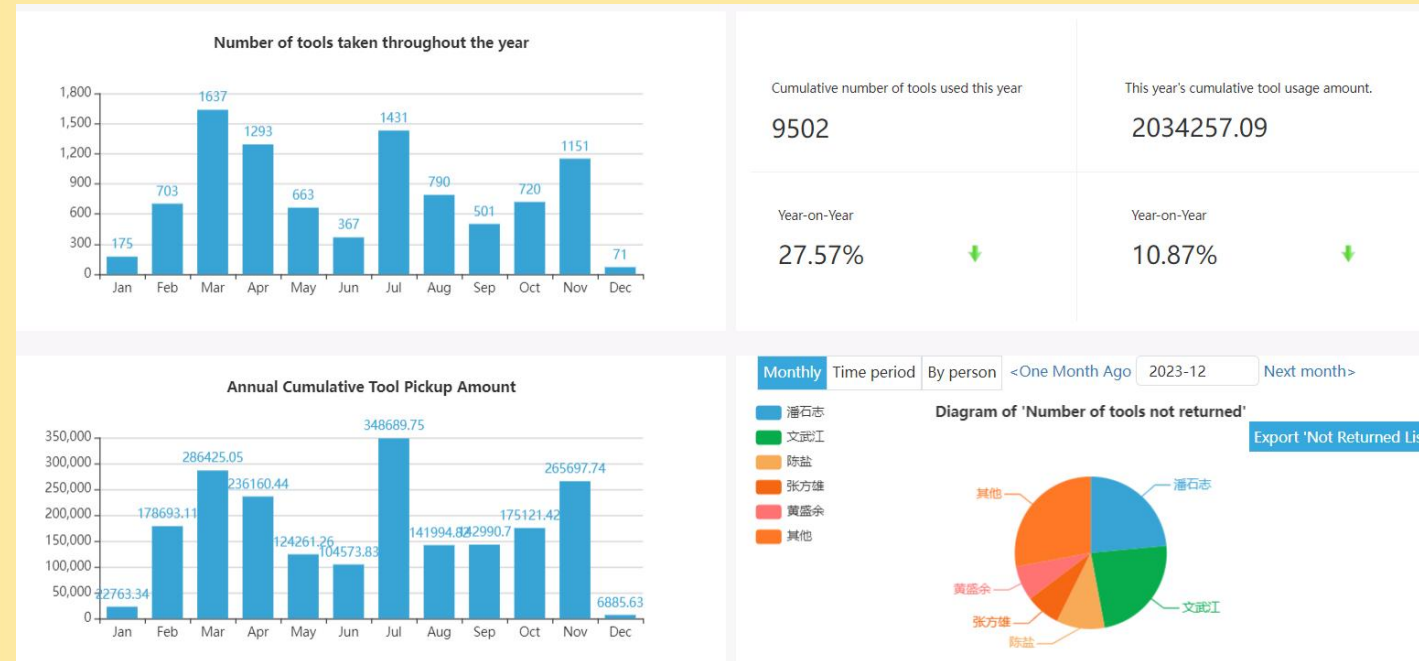 Number of tools taken throughout the year
1,800
1,500
1,200
900
600
300
0
175
703
1637
1293
663
367
1431
790
501
720
1151
71
Jan Feb Mar Apr May Jun Jul Aug Sep Oct Nov Dec
Cumulative number of tools used this year
9502
This year's cumulative tool usage amount.
2034257.09
Year-on-Year
27.57%
Year-on-Year
10.87%
Annual Cumulative Tool Pickup Amount
350,000
300,000
250,000
200,000
150,000
100,000
50,000
0
22763.34
178693.11
286425.05
236160.44
124261.26
104573.83
348689.75
141994.82
142990.7
175121.42
265697.74
6885.63
Jan Feb Mar Apr May Jun Jul Aug Sep Oct Nov Dec
Monthly Time period By person <One Month Ago 2023-12 Next month>
Diagram of 'Number of tools not returned'
Export 'Not Returned Lis
潘石志
文武江
陈盐
张方雄
黄盛余
其他
其他
潘石志
黄盛余
张方雄
陈盐
文武江